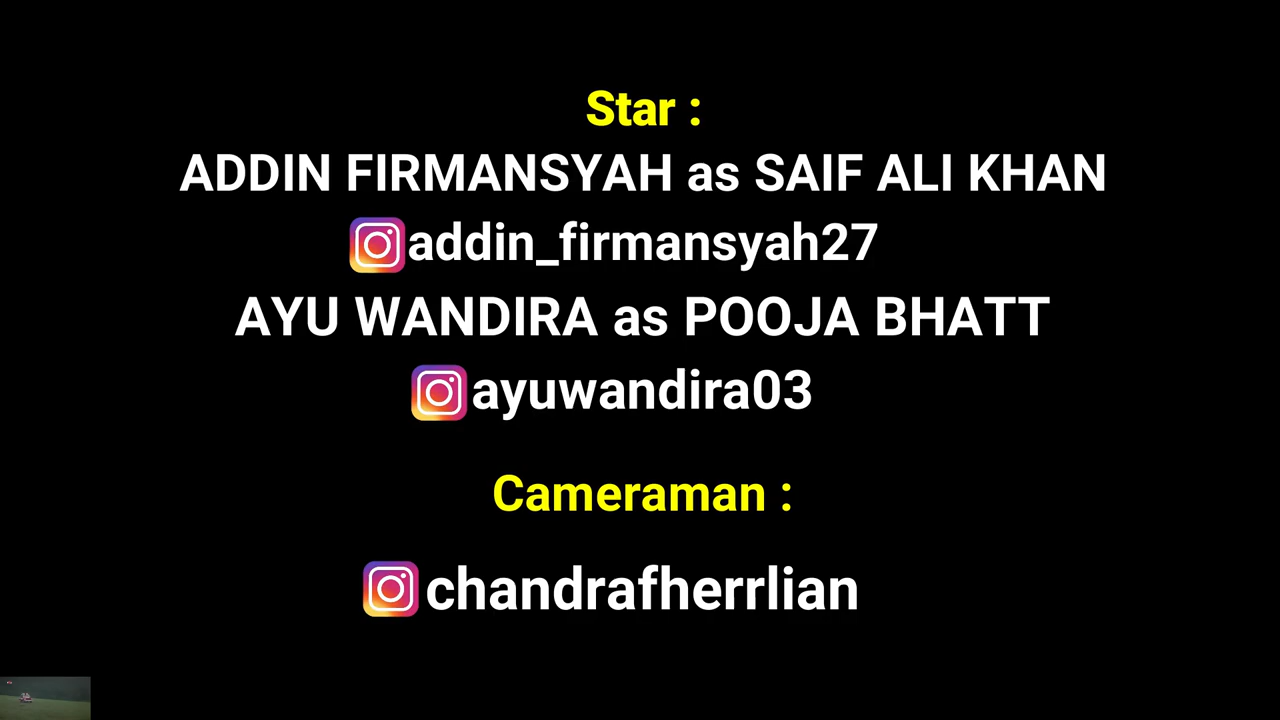 Star :
ADDIN FIRMANSYAH as SAIF ALI KHAN
addin_firmansyah27
AYU WANDIRA as POOJA BHATT
ayuwandira03
Cameraman :
chandrafherrlian